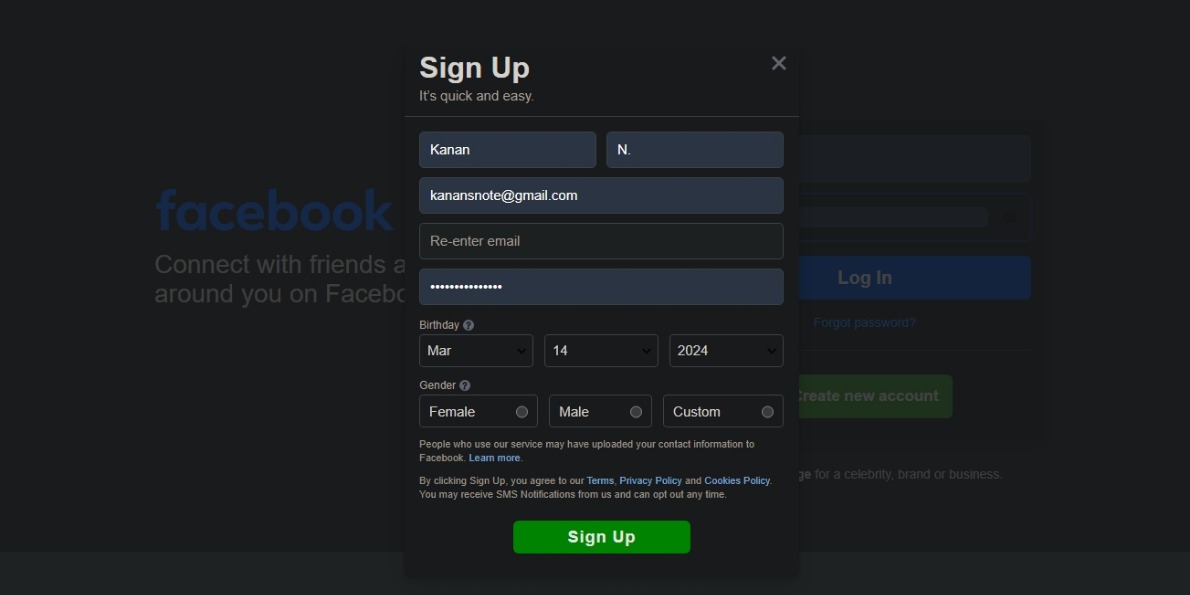 Sign Up
It's quick and easy.
Kanan N.
kanansnote@gmail.com
Re-enter email
•••••••••••••••
Birthday ?
Mar 14 2024
Gender ?
Female Male Custom
People who use our service may have uploaded your contact information to
Facebook. Learn more.
By clicking Sign Up, you agree to our Terms, Privacy Policy and Cookies Policy.
You may receive SMS Notifications from us and can opt out any time.
Sign Up
facebook
Connect with friends a
around you on Facebo
Log In
Forgot password?
Create new account
ge for a celebrity, brand or business.